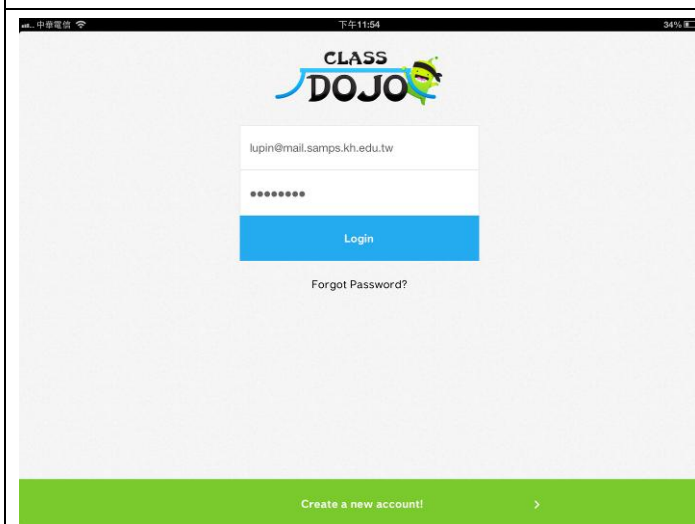 中華電信 下午11:54 34%
CLASS
DOJO
lupin@mail.samps.kh.edu.tw
••••••••
Login
Forgot Password?
Create a new account! >